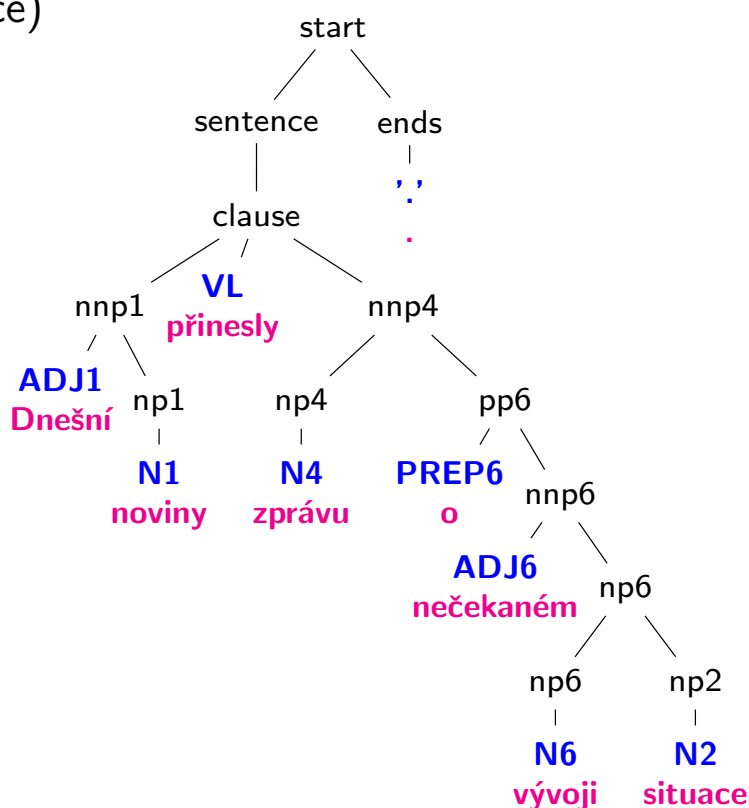 ce)
start
sentence ends
'.'
clause .
VL
nnp1 přinesly nnp4
ADJ1 np1 np4 pp6
Dnešní
N1 N4 PREP6
noviny zprávu o nnp6
ADJ6
nečekaném np6
np6 np2
N6 N2
vývoji situace